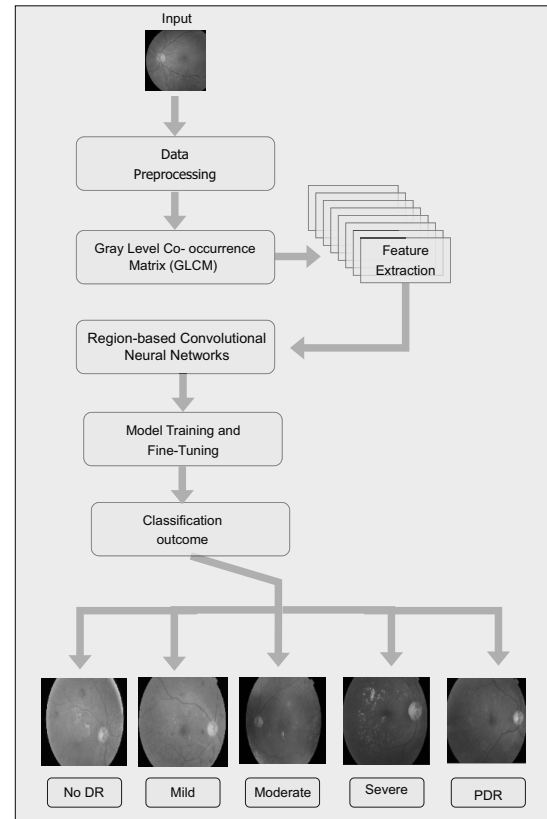 Input
Data
Preprocessing
Gray Level Co- occurrence
Matrix (GLCM)
Feature
Extraction
Region-based Convolutional
Neural Networks
Model Training and
Fine-Tuning
Classification
outcome
No DR
Mild
Moderate
Severe
PDR